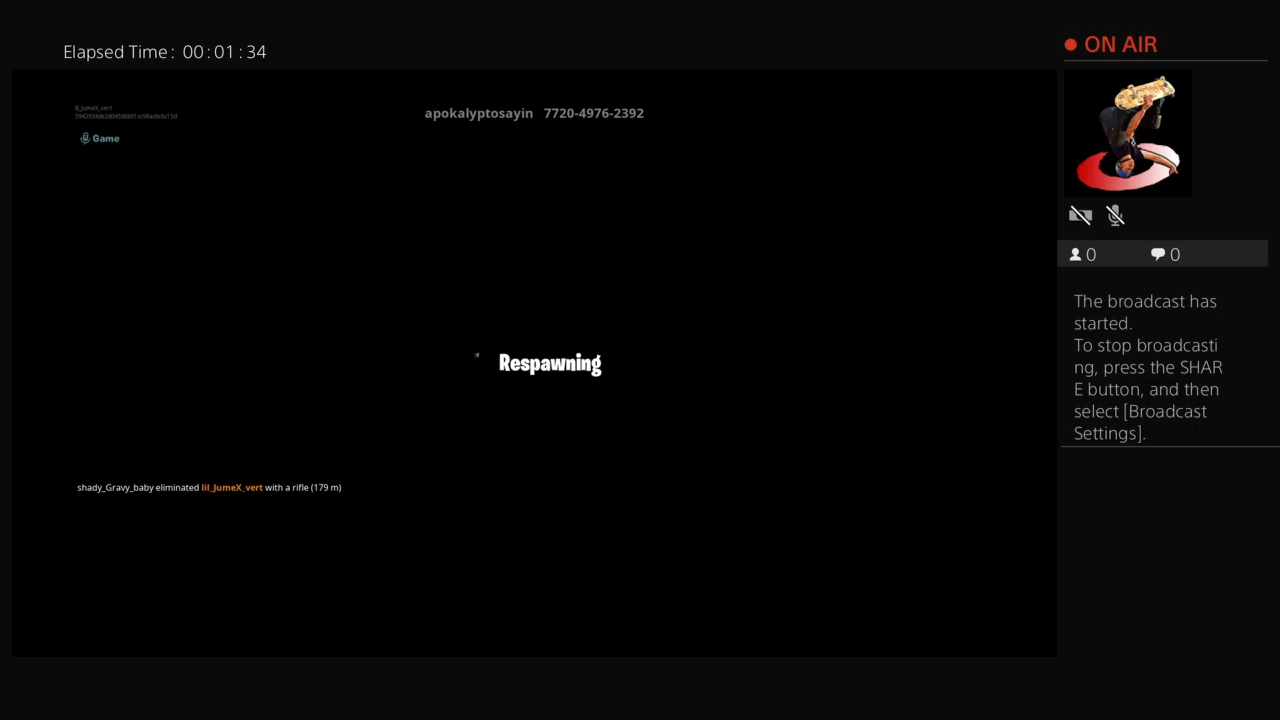 Elapsed Time: 00:01:34
ON AIR
lil_JumeX_vert
apokalyptosayin 7720-4976-2392
Game
0 0
The broadcast has
started.
To stop broadcasti
ng, press the SHAR
E button, and then
select [Broadcast
Settings].
Respawning
shady_Gravy_baby eliminated lil_JumeX_vert with a rifle (179 m)